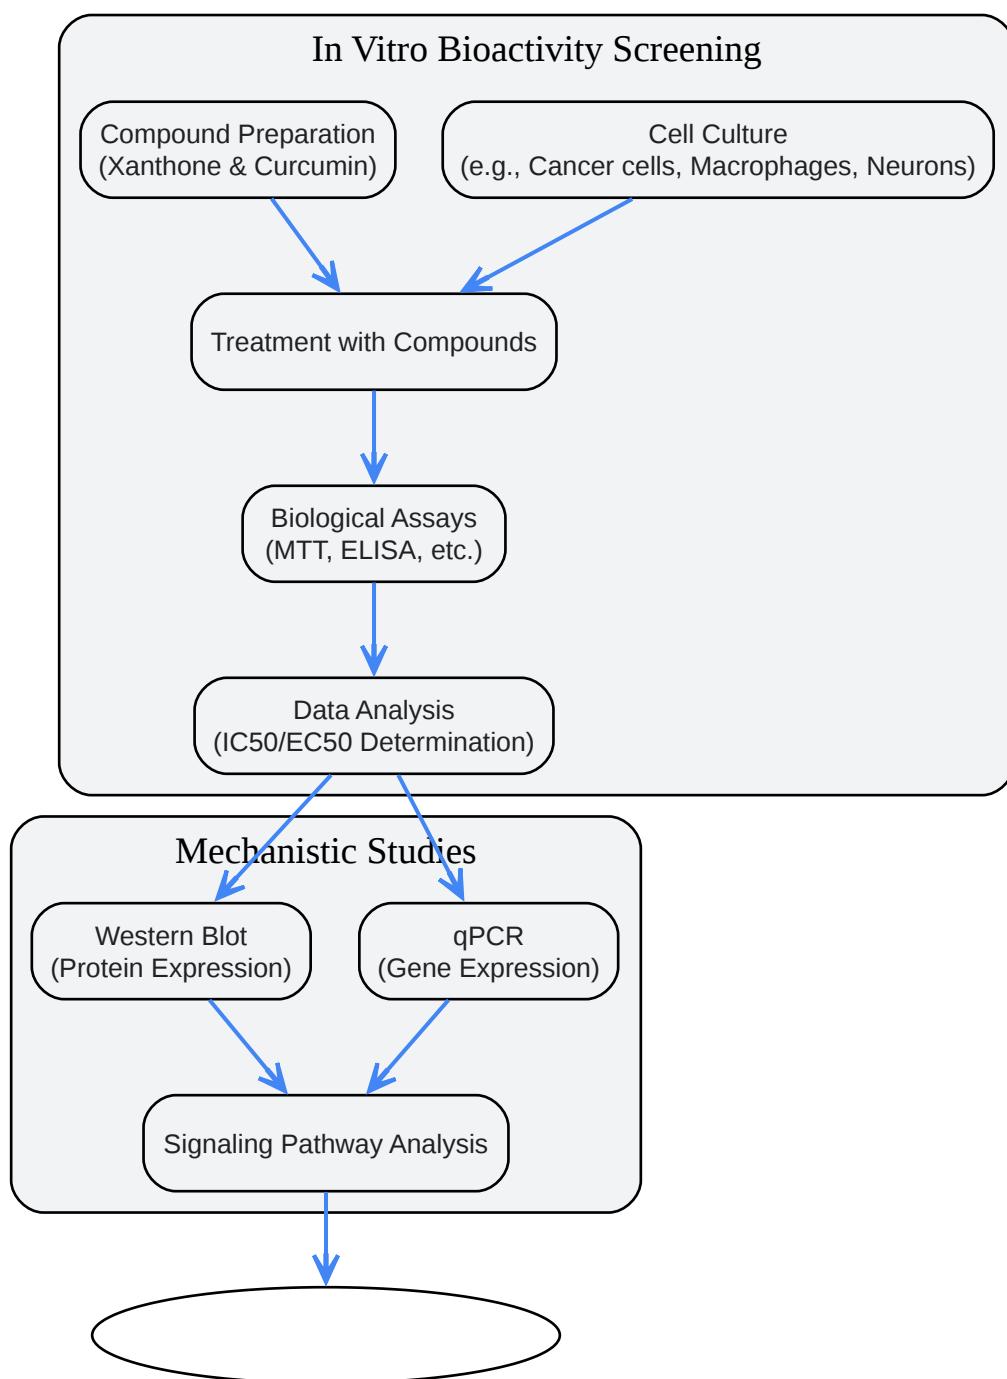 In Vitro Bioactivity Screening
Compound Preparation
(Xanthone & Curcumin)
Cell Culture
(e.g., Cancer cells, Macrophages, Neurons)
Treatment with Compounds
Biological Assays
(MTT, ELISA, etc.)
Data Analysis
(IC50/EC50 Determination)
Mechanistic Studies
Western Blot
(Protein Expression)
qPCR
(Gene Expression)
Signaling Pathway Analysis